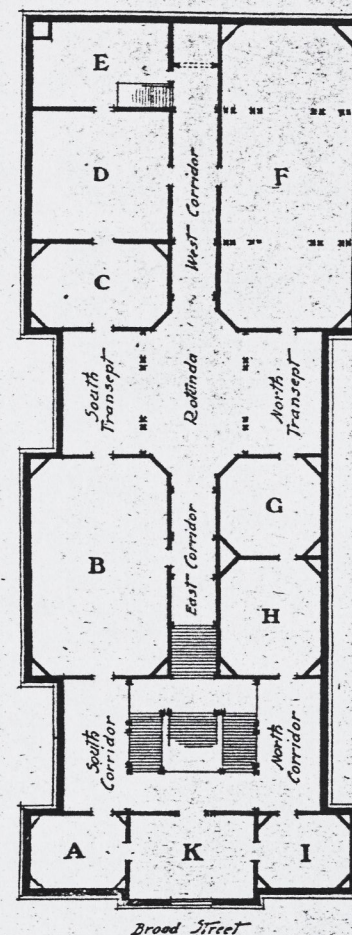 E
D
C
F
West Corridor
South
Transept
Rotunda
North
Transept
B
G
East Corridor
H
South
Corridor
North
Corridor
A
K
I
Broad Street